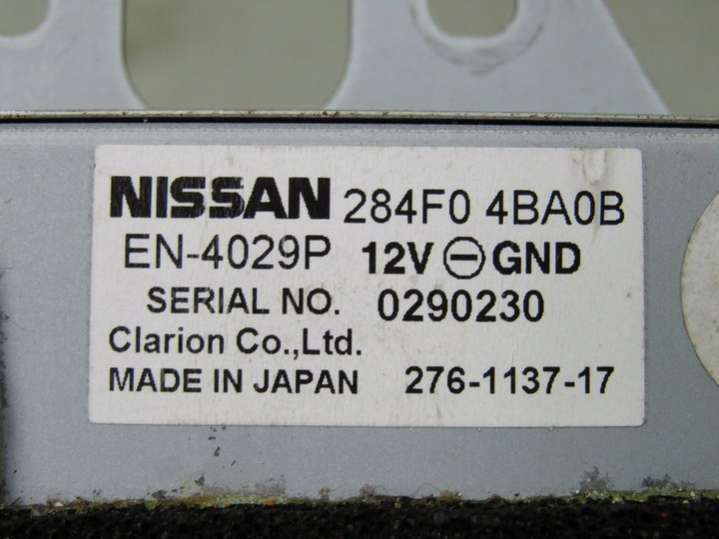 NISSAN 284F0 4BA0B
EN-4029P 12V ⊖ GND
SERIAL NO. 0290230
Clarion Co.,Ltd.
MADE IN JAPAN 276-1137-17